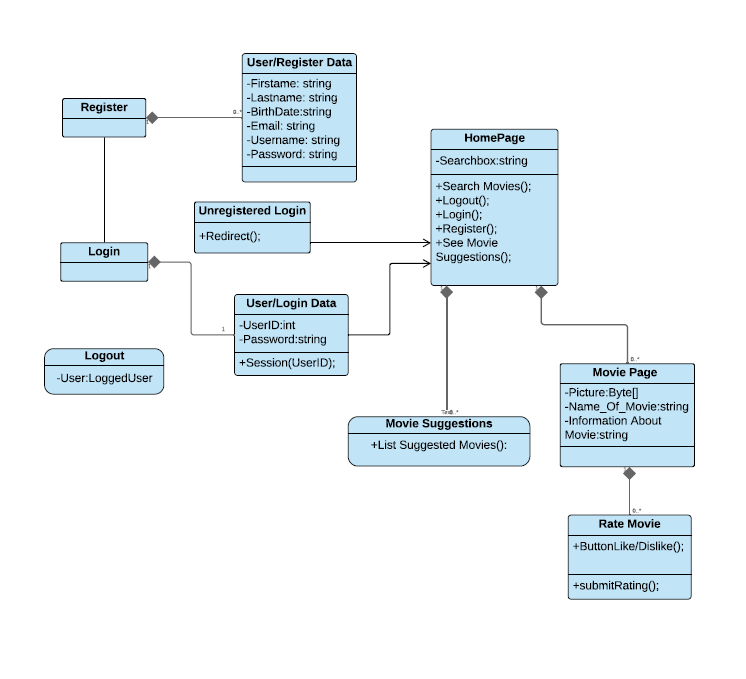 User/Register Data
-Firstame: string
-Lastname: string
-BirthDate:string
-Email: string
-Username: string
-Password: string
Register
1
0..*
HomePage
-Searchbox:string
+Search Movies();
+Logout();
+Login();
+Register();
+See Movie
Suggestions();
Unregistered Login
+Redirect();
Login
1
1
User/Login Data
-UserID:int
-Password:string
+Session(UserID);
Logout
-User:LoggedUser
0..*
Movie Page
-Picture:Byte[]
-Name_Of_Movie:string
-Information About
Movie:string
0..*
Movie Suggestions
+List Suggested Movies():
0..*
Rate Movie
+ButtonLike/Dislike();
+submitRating();